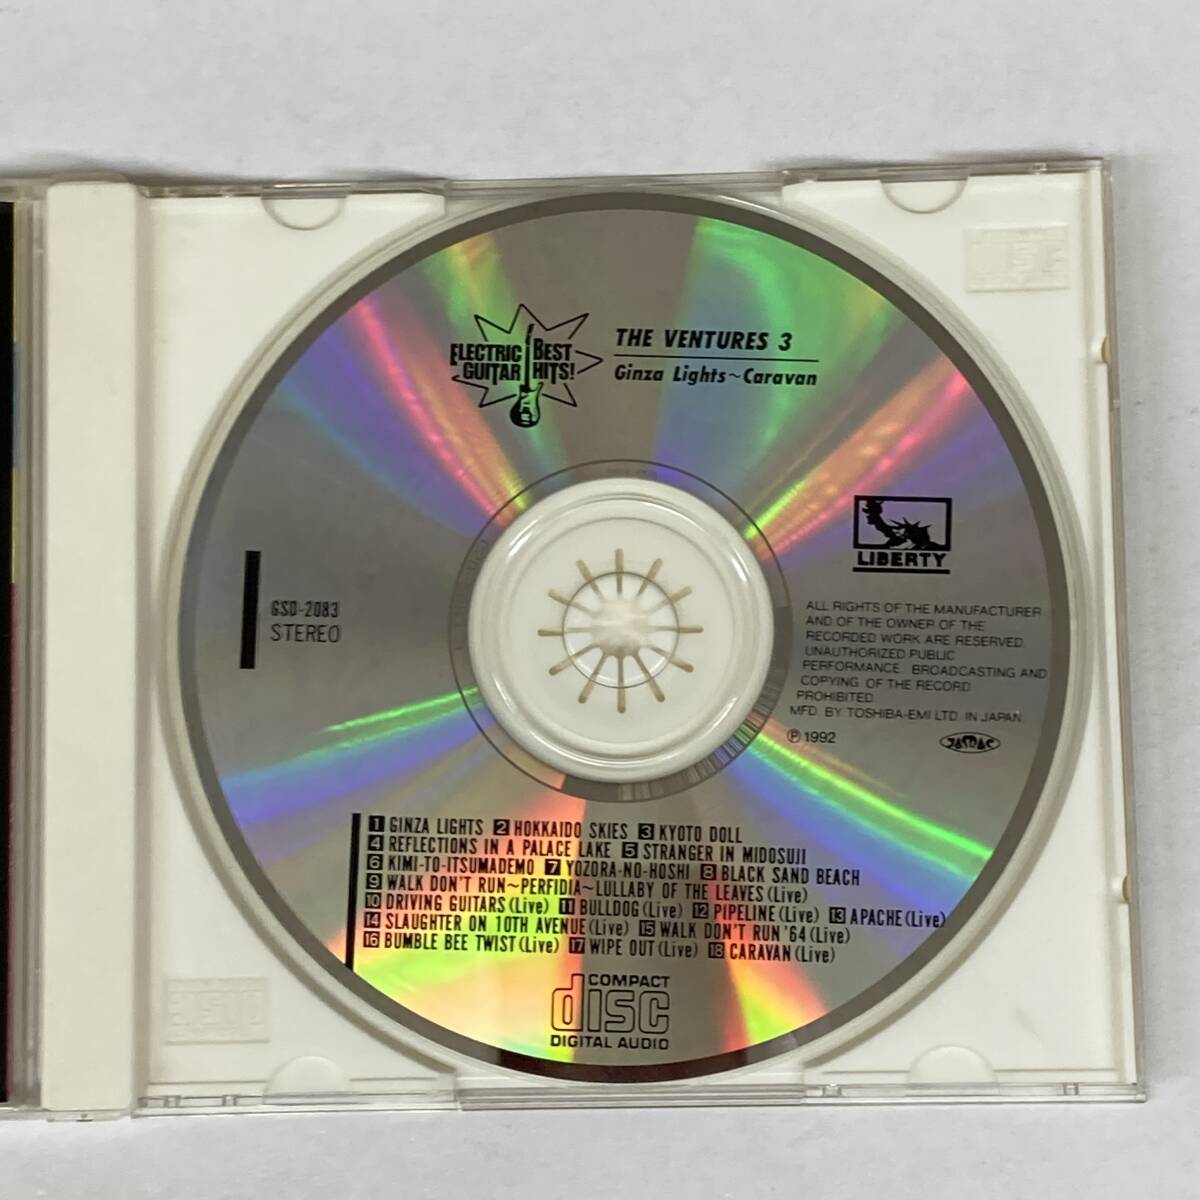 ELECTRIC BEST
GUITAR HITS!
THE VENTURES 3
Ginza Lights~Caravan
LIBERTY
GSD-2083
STEREO
ALL RIGHTS OF THE MANUFACTURER
AND OF THE OWNER OF THE
RECORDED WORK ARE RESERVED.
UNAUTHORIZED PUBLIC
PERFORMANCE. BROADCASTING AND
COPYING OF THE RECORD
PROHIBITED.
MFD. BY TOSHIBA-EMI LTD. IN JAPAN
℗ 1992
JASRAC
1 GINZA LIGHTS 2 HOKKAIDO SKIES 3 KYOTO DOLL
4 REFLECTIONS IN A PALACE LAKE 5 STRANGER IN MIDOSUJI
6 KIMI-TO-ITSUMADEMO 7 YOZORA-NO-HOSHI 8 BLACK SAND BEACH
9 WALK DON'T RUN~PERFIDIA~LULLABY OF THE LEAVES(Live)
10 DRIVING GUITARS(Live) 11 BULLDOG(Live) 12 PIPELINE(Live) 13 APACHE(Live)
14 SLAUGHTER ON 10TH AVENUE(Live) 15 WALK DON'T RUN '64(Live)
16 BUMBLE BEE TWIST(Live) 17 WIPE OUT(Live) 18 CARAVAN(Live)
COMPACT
disc
DIGITAL AUDIO